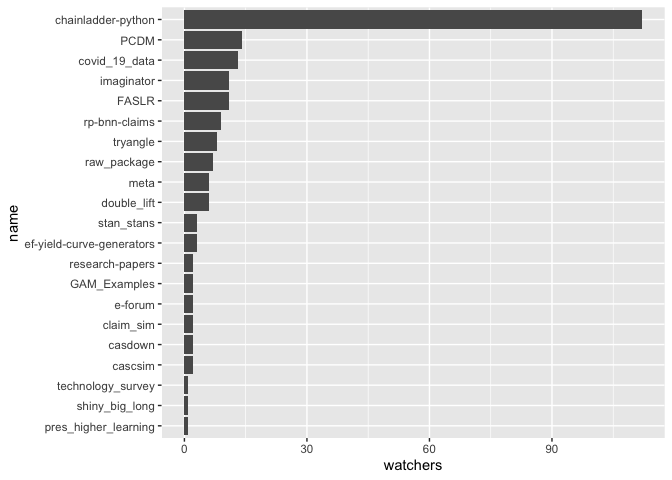 chainladder-python
PCDM
covid_19_data
imaginator
FASLR
rp-bnn-claims
tryangle
raw_package
meta
double_lift
stan_stans
ef-yield-curve-generators
research-papers
GAM_Examples
e-forum
claim_sim
casdown
cascsim
technology_survey
shiny_big_long
pres_higher_learning
name
0 30 60 90
watchers